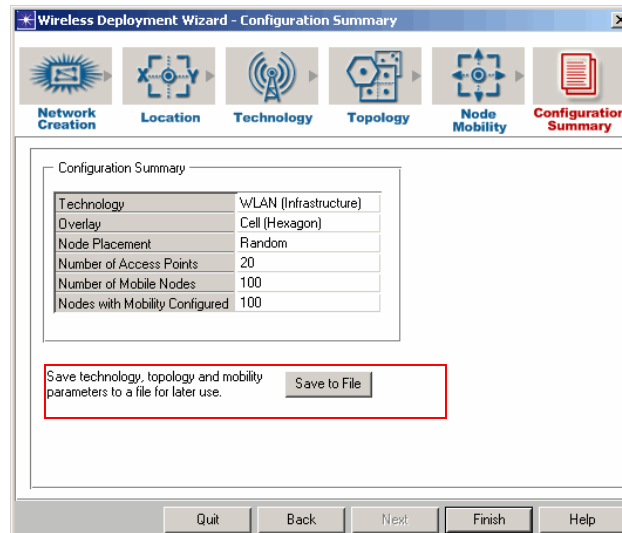 Wireless Deployment Wizard - Configuration Summary
Network Creation
Location
Technology
Topology
Node Mobility
Configuration Summary
Configuration Summary
Technology WLAN (Infrastructure)
Overlay Cell (Hexagon)
Node Placement Random
Number of Access Points 20
Number of Mobile Nodes 100
Nodes with Mobility Configured 100
Save technology, topology and mobility
parameters to a file for later use.
Save to File
Quit Back Next Finish Help